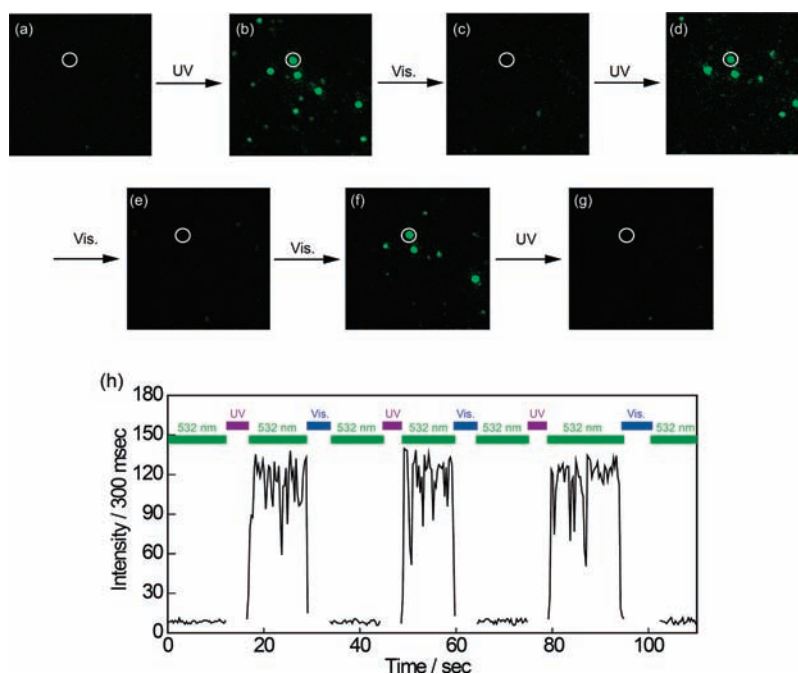 (a)
UV
(b)
Vis.
(c)
UV
(d)
Vis.
(e)
Vis.
(f)
UV
(g)
(h)
180
150
120
90
60
30
0
Intensity / 300 msec
UV
Vis.
UV
Vis.
UV
Vis.
532 nm
532 nm
532 nm
532 nm
532 nm
532 nm
532 nm
0
20
40
60
80
100
Time / sec